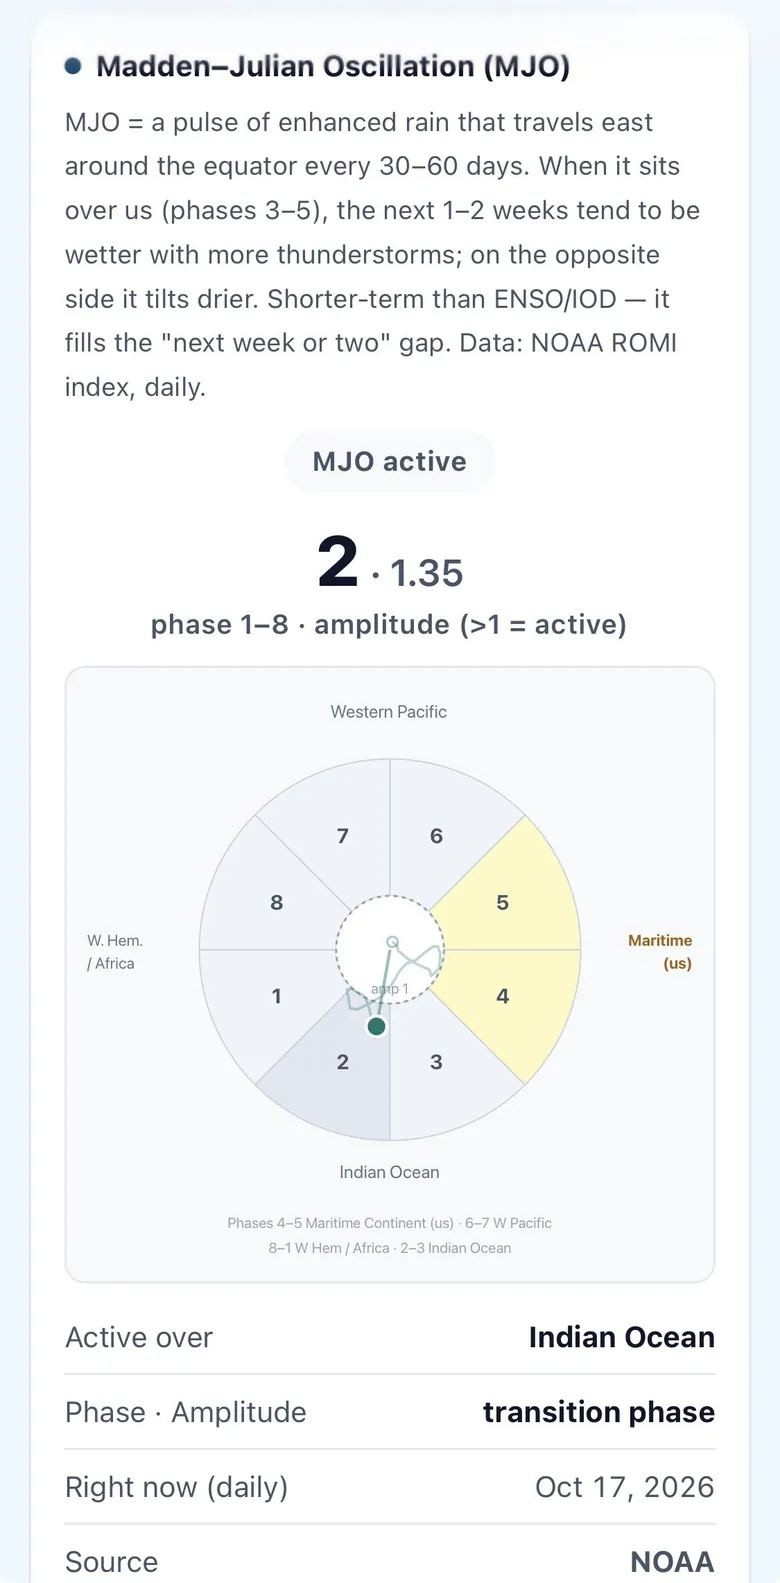 Madden–Julian Oscillation (MJO)
MJO = a pulse of enhanced rain that travels east
around the equator every 30–60 days. When it sits
over us (phases 3–5), the next 1–2 weeks tend to be
wetter with more thunderstorms; on the opposite
side it tilts drier. Shorter-term than ENSO/IOD — it
fills the "next week or two" gap. Data: NOAA ROMI
index, daily.
MJO active
2 · 1.35
phase 1–8 · amplitude (>1 = active)
Western Pacific
7
6
8
5
W. Hem.
/ Africa
Maritime
(us)
amp 1
1
4
2
3
Indian Ocean
Phases 4–5 Maritime Continent (us) · 6–7 W Pacific
8–1 W Hem / Africa · 2–3 Indian Ocean
Active over Indian Ocean
Phase · Amplitude transition phase
Right now (daily) Oct 17, 2026
Source NOAA